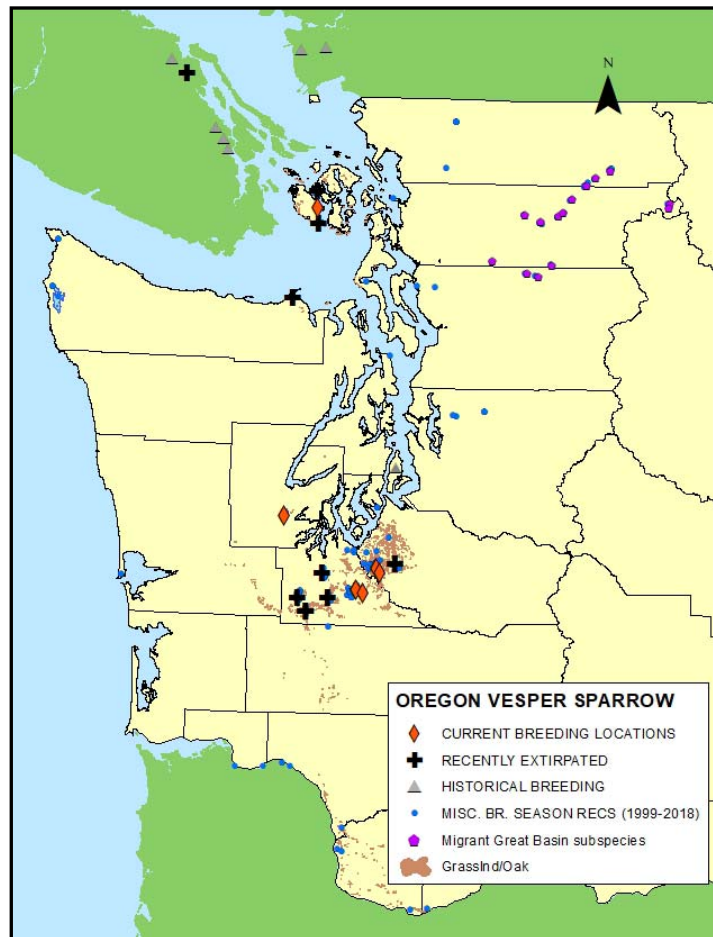 N
OREGON VESPER SPARROW
CURRENT BREEDING LOCATIONS
RECENTLY EXTIRPATED
HISTORICAL BREEDING
MISC. BR. SEASON RECS (1999-2018)
Migrant Great Basin subspecies
Grasslnd/Oak